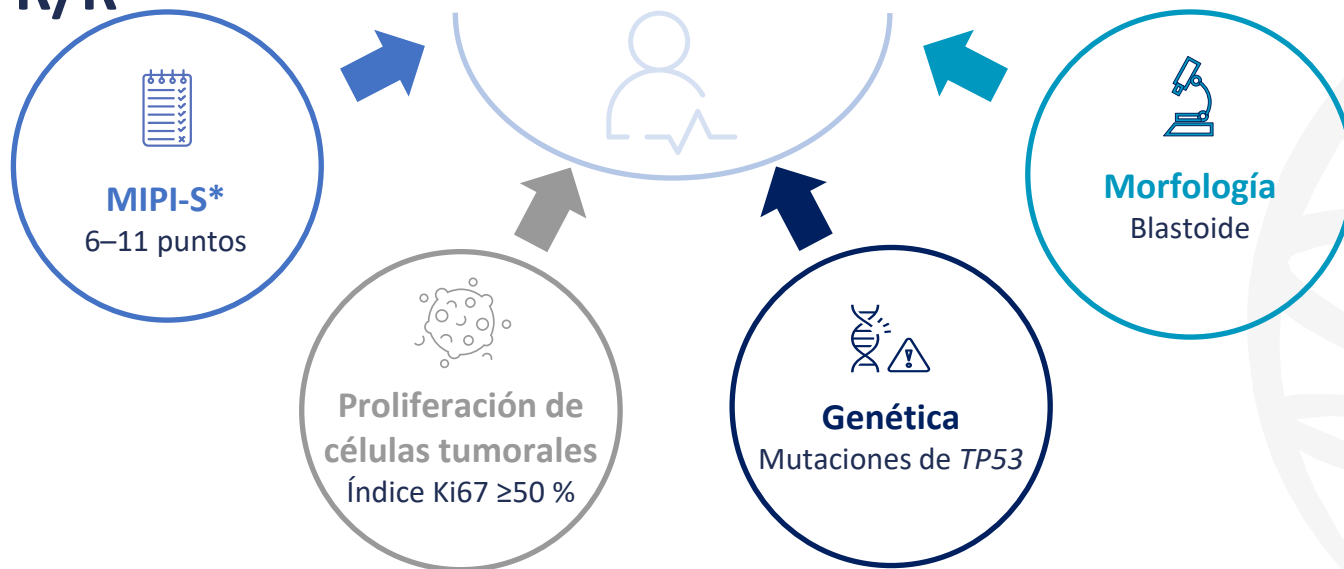 R/R
MIPI-S*
6–11 puntos
Proliferación de
células tumorales
Índice Ki67 ≥50 %
Genética
Mutaciones de TP53
Morfología
Blastoide